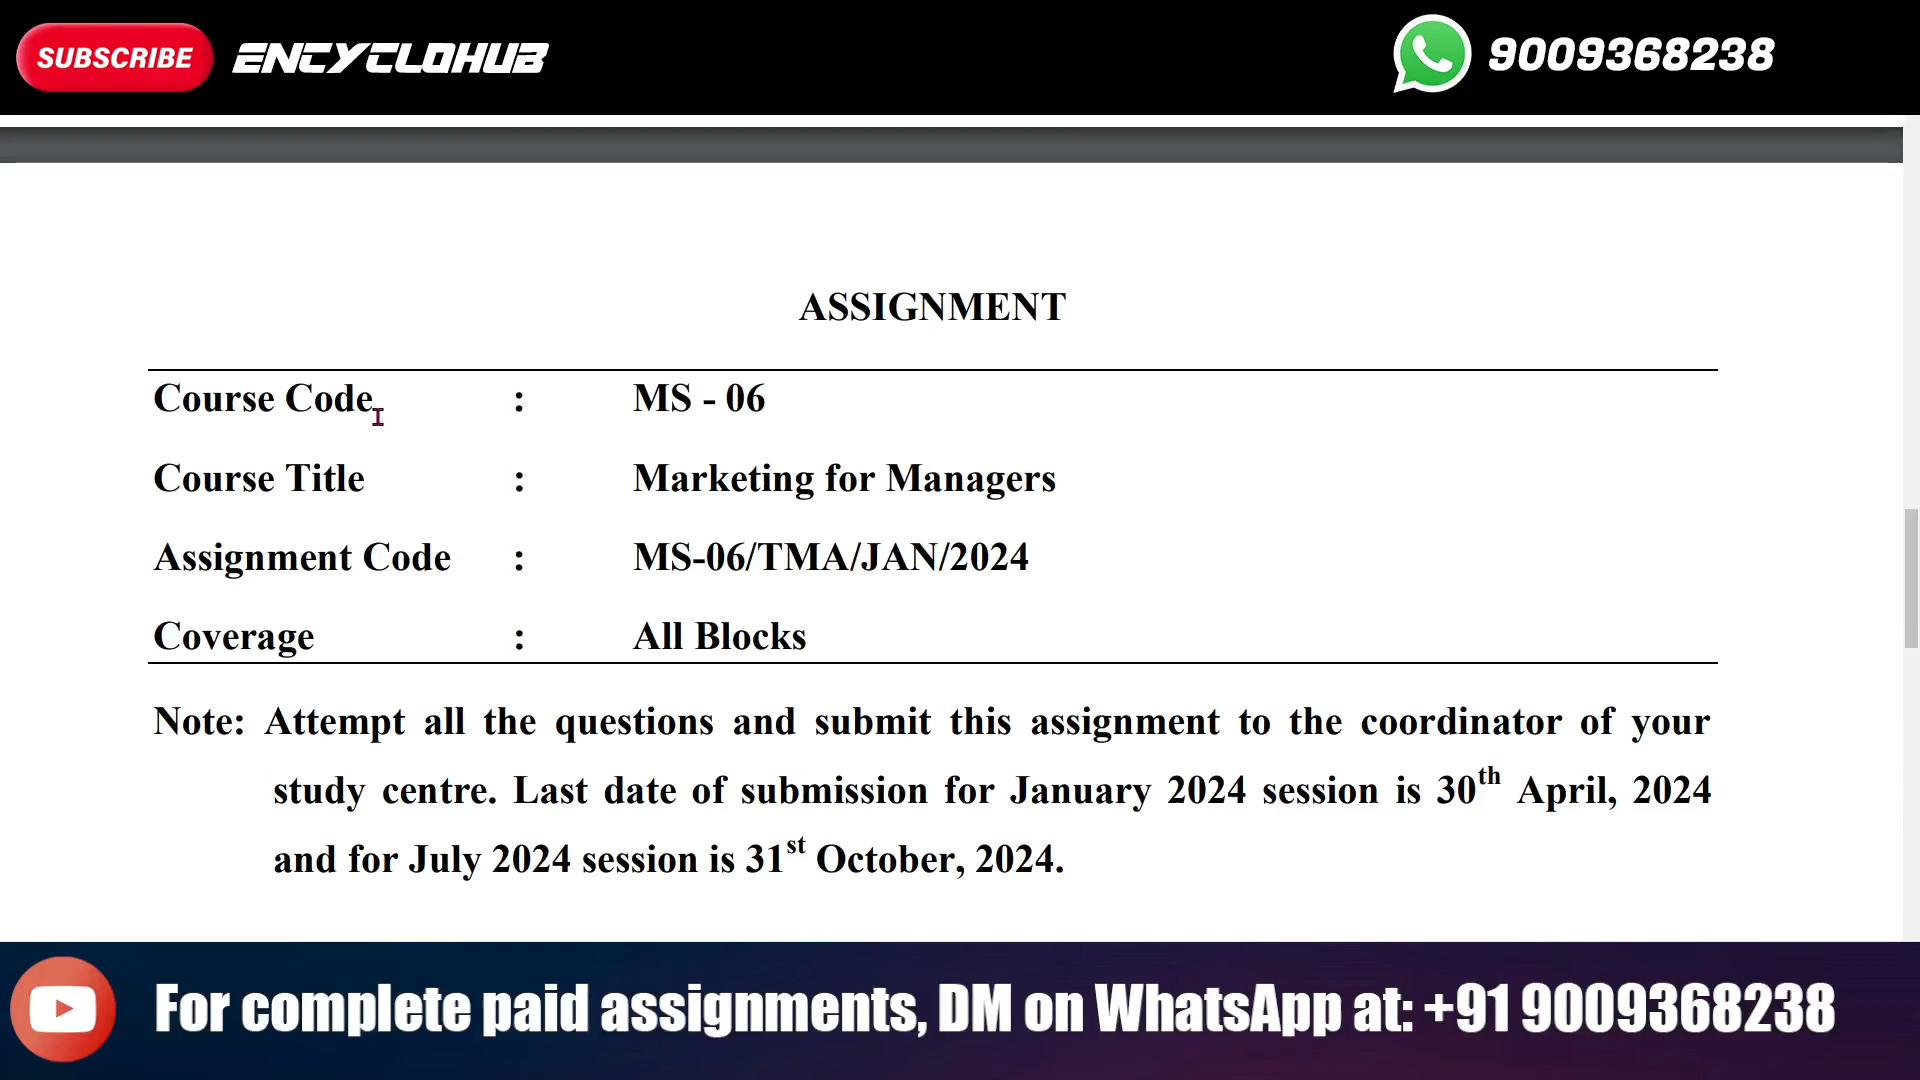 SUBSCRIBE ENCYCLOHUB 9009368238
ASSIGNMENT
Course Code : MS - 06
Course Title : Marketing for Managers
Assignment Code : MS-06/TMA/JAN/2024
Coverage : All Blocks
Note: Attempt all the questions and submit this assignment to the coordinator of your
study centre. Last date of submission for January 2024 session is 30th April, 2024
and for July 2024 session is 31st October, 2024.
For complete paid assignments, DM on WhatsApp at: +91 9009368238